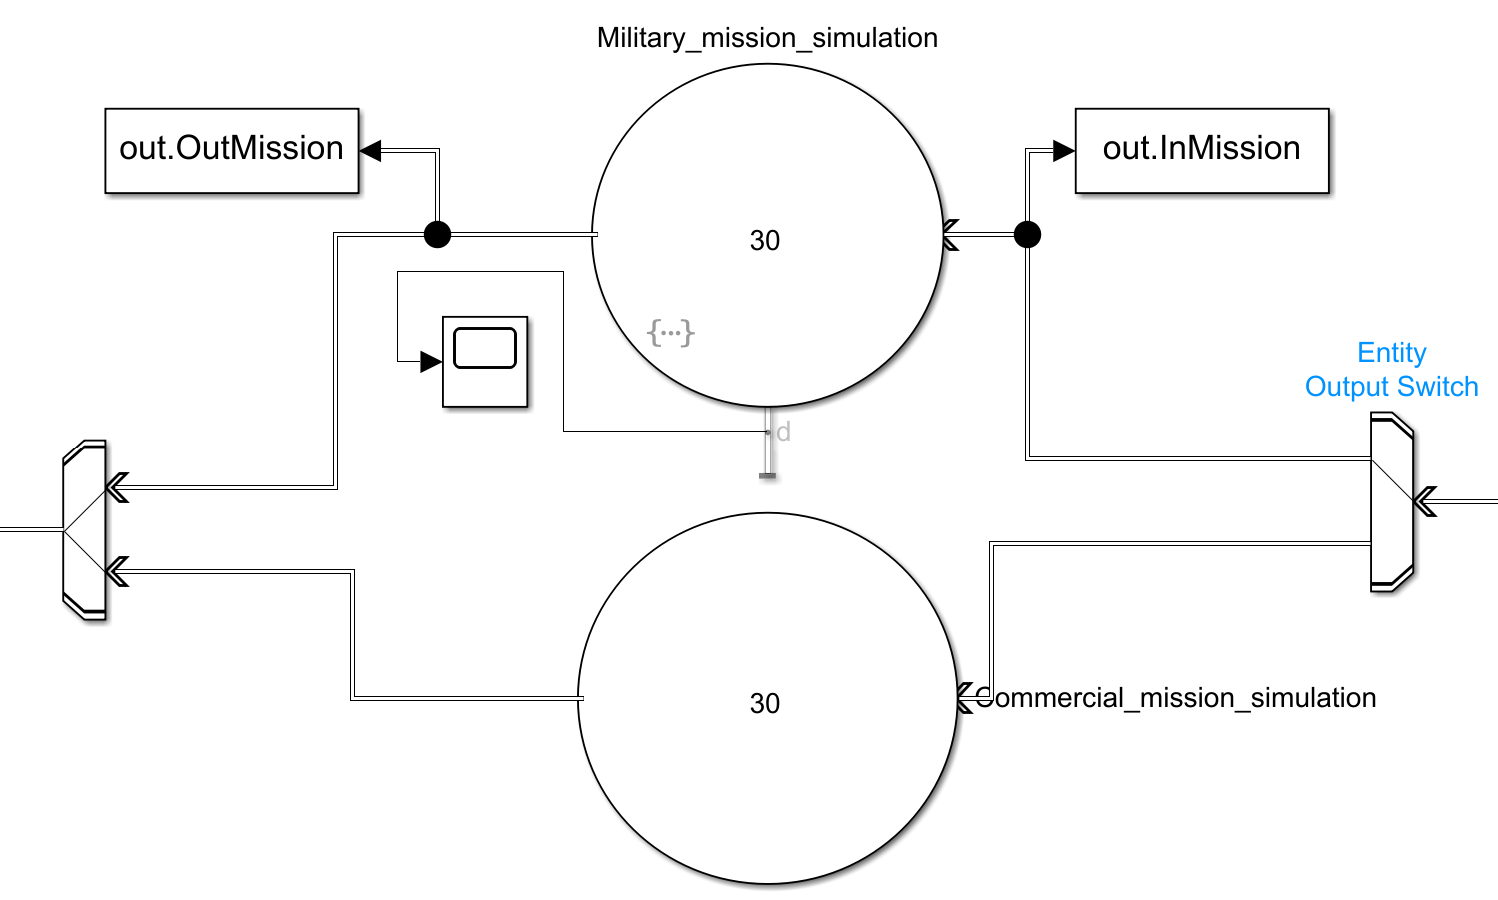 Military_mission_simulation
out.OutMission
out.InMission
30
{···}
Entity
Output Switch
d
Commercial_mission_simulation
30